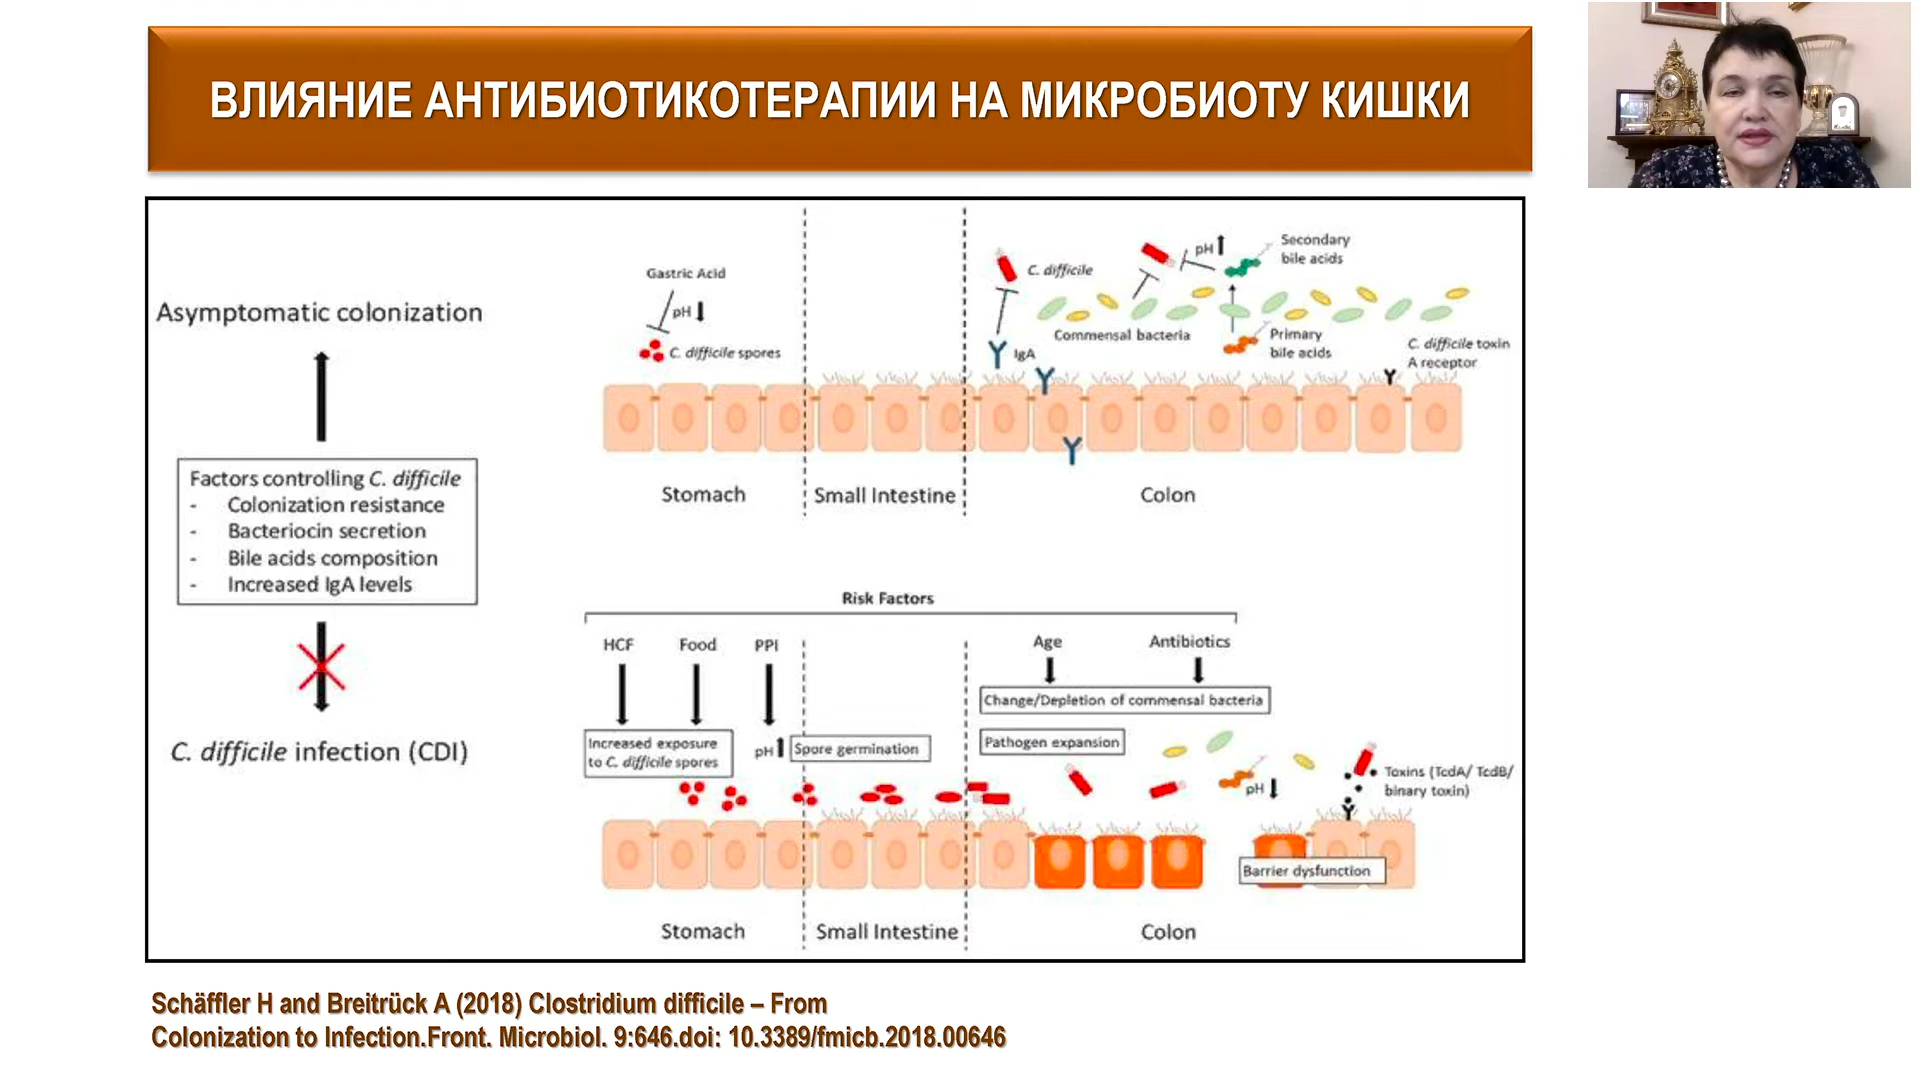 ВЛИЯНИЕ АНТИБИОТИКОТЕРАПИИ НА МИКРОБИОТУ КИШКИ
Asymptomatic colonization
Factors controlling C. difficile
- Colonization resistance
- Bacteriocin secretion
- Bile acids composition
- Increased IgA levels
C. difficile infection (CDI)
Gastric Acid
pH
C. difficile spores
C. difficile
IgA
Commensal bacteria
pH
Secondary
bile acids
Primary
bile acids
C. difficile toxin
A receptor
Stomach
Small Intestine
Colon
Risk Factors
HCF
Food
PPI
Age
Antibiotics
Increased exposure
to C. difficile spores
pH
Spore germination
Change/Depletion of commensal bacteria
Pathogen expansion
pH
Toxins (TcdA/ TcdB/
binary toxin)
Barrier dysfunction
Stomach
Small Intestine
Colon
Schäffler H and Breitrück A (2018) Clostridium difficile – From
Colonization to Infection.Front. Microbiol. 9:646.doi: 10.3389/fmicb.2018.00646